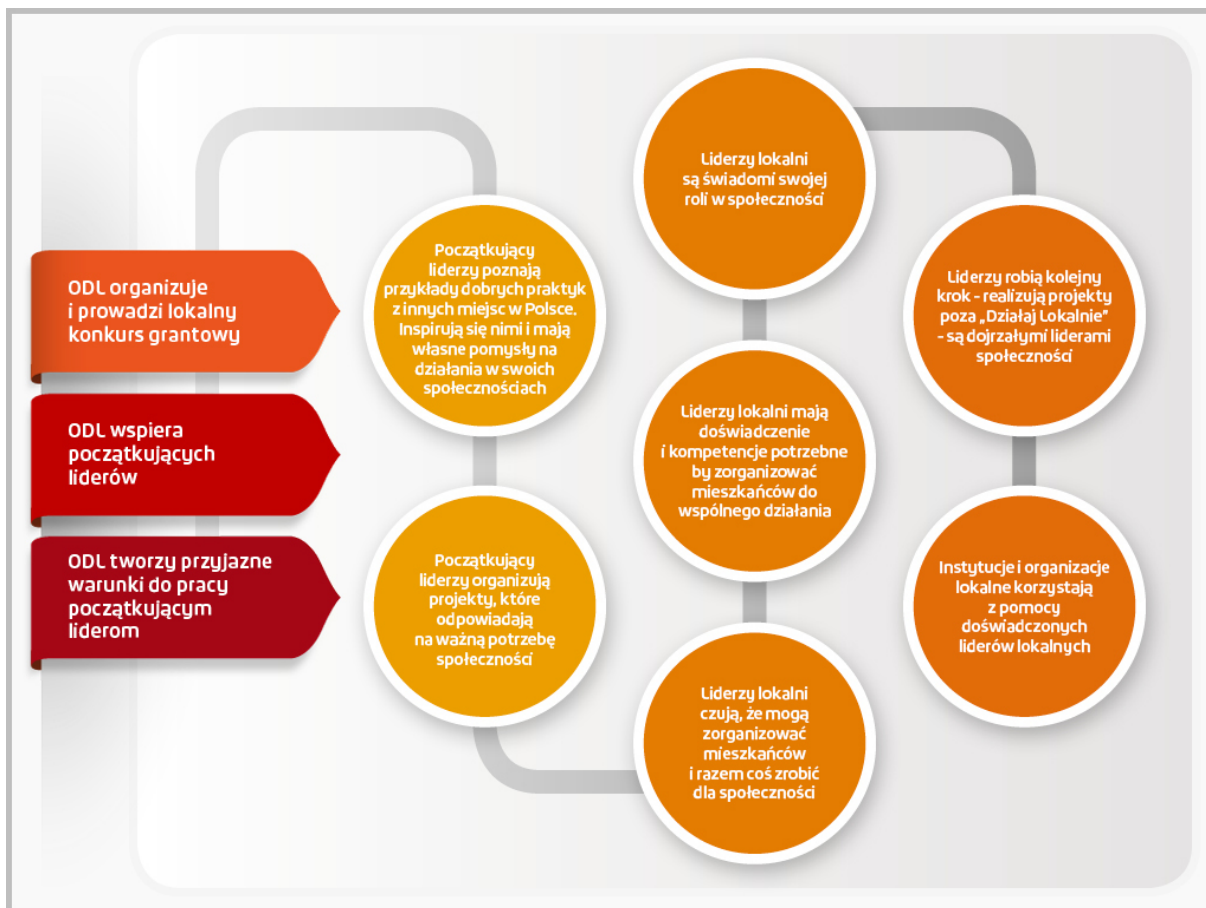 ODL organizuje
i prowadzi lokalny
konkurs grantowy
ODL wspiera
początkujących
liderów
ODL tworzy przyjazne
warunki do pracy
początkującym
liderom
Początkujący
liderzy poznają
przykłady dobrych praktyk
z innych miejsc w Polsce.
Inspirują się nimi i mają
własne pomysły na
działania w swoich
społecznościach
Początkujący
liderzy organizują
projekty, które
odpowiadają
na ważną potrzebę
społeczności
Liderzy lokalni
czują, że mogą
zorganizować
mieszkańców
i razem coś zrobić
dla społeczności
Liderzy lokalni mają
doświadczenie
i kompetencje potrzebne
by zorganizować
mieszkańców do
wspólnego działania
Liderzy lokalni
są świadomi swojej
roli w społeczności
Liderzy robią kolejny
krok - realizują projekty
poza „Działaj Lokalnie”
- są dojrzałymi liderami
społeczności
Instytucje i organizacje
lokalne korzystają
z pomocy
doświadczonych
liderów lokalnych